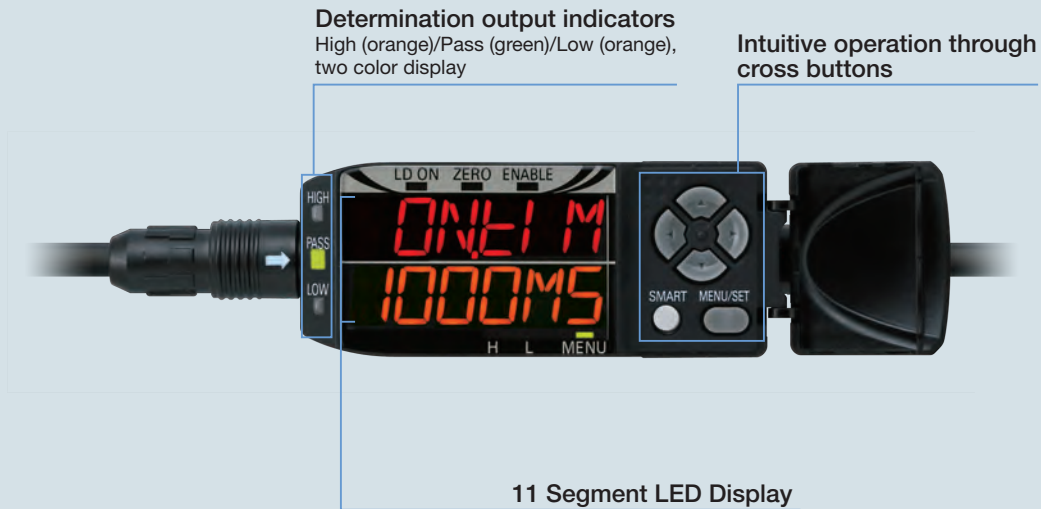 Determination output indicators
High (orange)/Pass (green)/Low (orange),
two color display
Intuitive operation through
cross buttons
LD ON ZERO ENABLE
HIGH
PASS
LOW
ON.tIM
1000MS
H L MENU
SMART MENU/SET
11 Segment LED Display